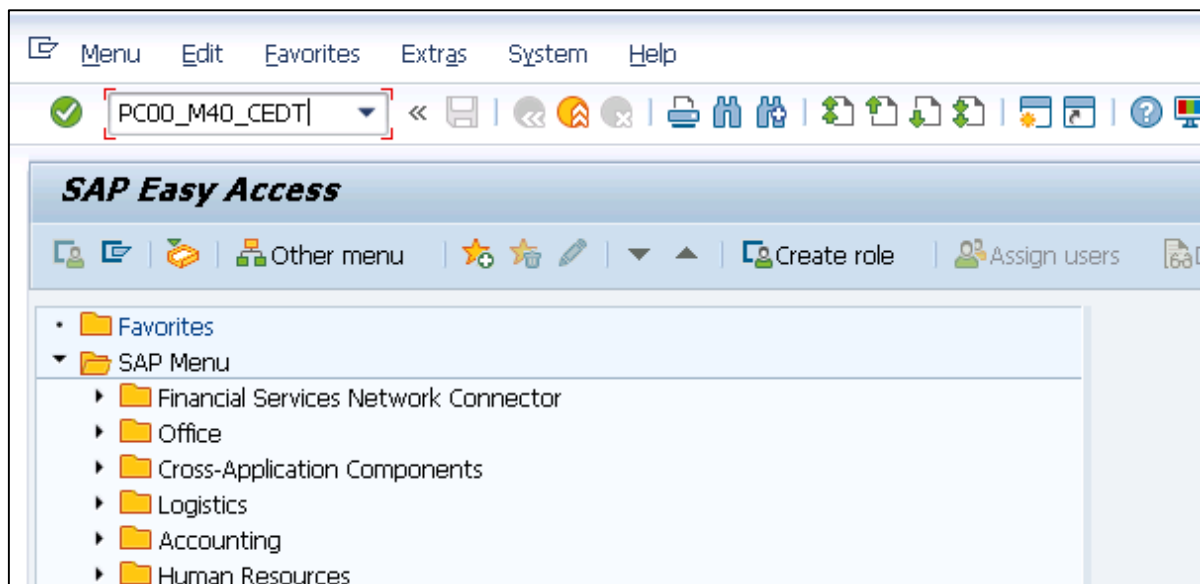 Menu Edit Favorites Extras System Help
PC00_M40_CEDT
SAP Easy Access
Other menu Create role Assign users
Favorites
SAP Menu
Financial Services Network Connector
Office
Cross-Application Components
Logistics
Accounting
Human Resources